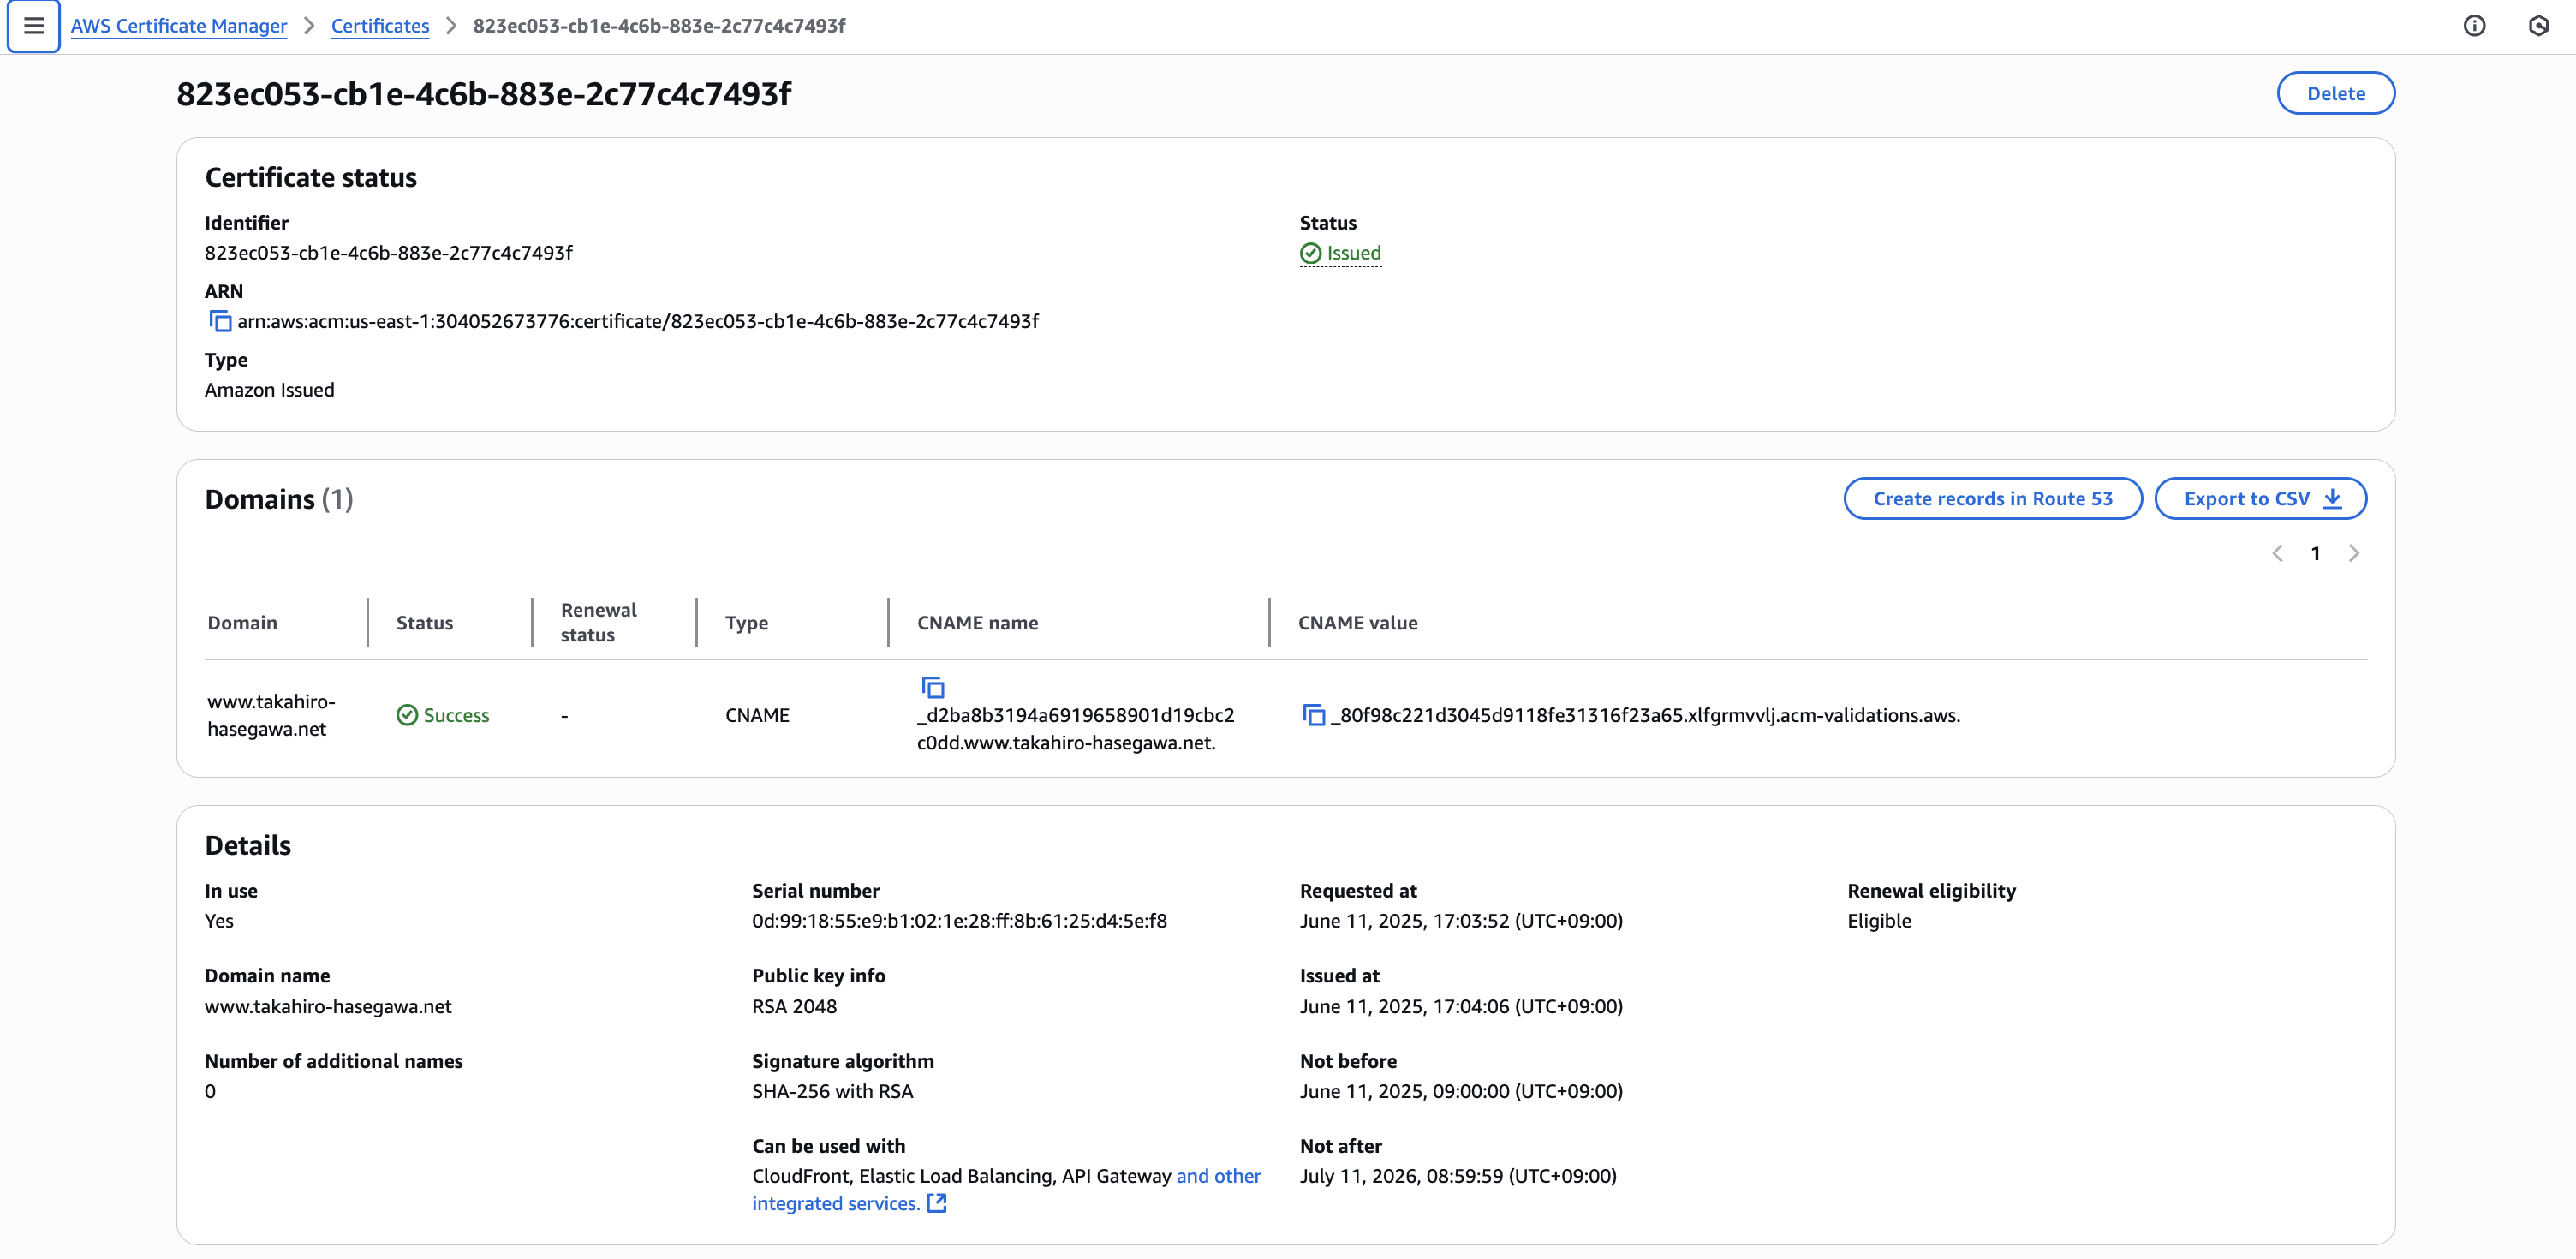 AWS Certificate Manager > Certificates > 823ec053-cb1e-4c6b-883e-2c77c4c7493f
823ec053-cb1e-4c6b-883e-2c77c4c7493f
Delete
Certificate status
Identifier
823ec053-cb1e-4c6b-883e-2c77c4c7493f
ARN
arn:aws:acm:us-east-1:304052673776:certificate/823ec053-cb1e-4c6b-883e-2c77c4c7493f
Type
Amazon Issued
Status
Issued
Domains (1)
Create records in Route 53
Export to CSV
1
Domain
Status
Renewal
status
Type
CNAME name
CNAME value
www.takahiro-
hasegawa.net
Success
-
CNAME
_d2ba8b3194a6919658901d19cbc2
c0dd.www.takahiro-hasegawa.net.
_80f98c221d3045d9118fe31316f23a65.xlfgrmvvlj.acm-validations.aws.
Details
In use
Yes
Domain name
www.takahiro-hasegawa.net
Number of additional names
0
Serial number
0d:99:18:55:e9:b1:02:1e:28:ff:8b:61:25:d4:5e:f8
Public key info
RSA 2048
Signature algorithm
SHA-256 with RSA
Can be used with
CloudFront, Elastic Load Balancing, API Gateway and other
integrated services.
Requested at
June 11, 2025, 17:03:52 (UTC+09:00)
Issued at
June 11, 2025, 17:04:06 (UTC+09:00)
Not before
June 11, 2025, 09:00:00 (UTC+09:00)
Not after
July 11, 2026, 08:59:59 (UTC+09:00)
Renewal eligibility
Eligible